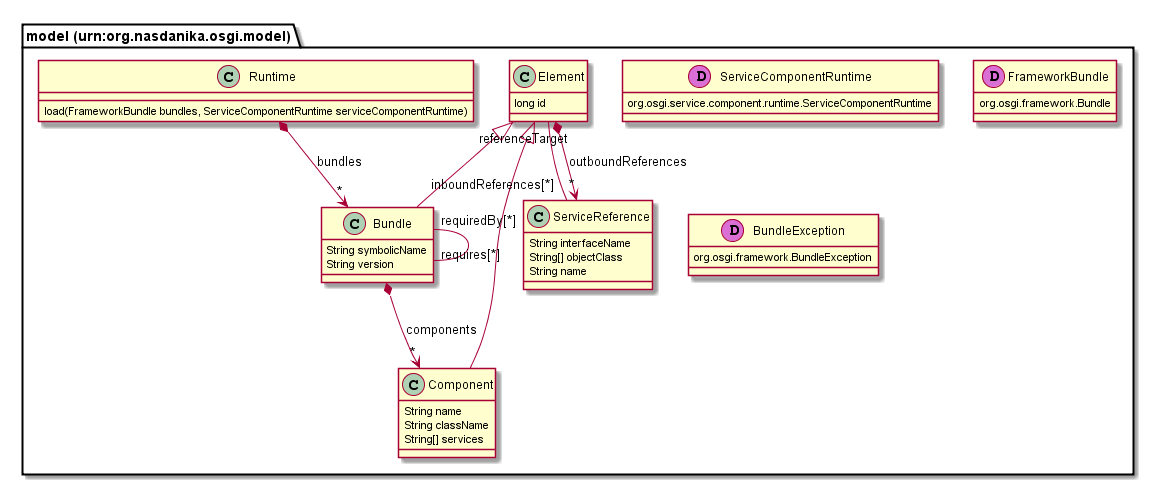 model (urn:org.nasdanika.osgi.model)
C Runtime
load(FrameworkBundle bundles, ServiceComponentRuntime serviceComponentRuntime)
C Element
long id
D ServiceComponentRuntime
org.osgi.service.component.runtime.ServiceComponentRuntime
D FrameworkBundle
org.osgi.framework.Bundle
referenceTarget
bundles
*
outboundReferences
*
inboundReferences[*]
C Bundle
String symbolicName
String version
requiredBy[*]
requires[*]
C ServiceReference
String interfaceName
String[] objectClass
String name
D BundleException
org.osgi.framework.BundleException
components
*
C Component
String name
String className
String[] services